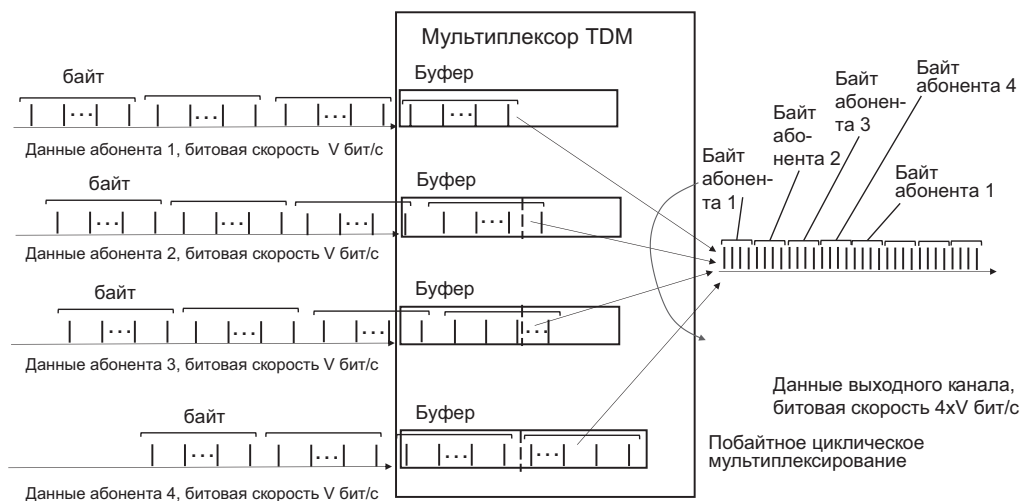 Мультиплексор TDM
байт
Буфер
...
...
...
...
Данные абонента 1, битовая скорость V бит/с
байт
Буфер
...
...
...
...
Данные абонента 2, битовая скорость V бит/с
байт
Буфер
...
...
...
...
Данные абонента 3, битовая скорость V бит/с
байт
Буфер
...
...
...
...
Данные абонента 4, битовая скорость V бит/с
Байт
абонен-
та 1
Байт
або-
нента 2
Байт
абонен-
та 3
Байт
абонента 4
Байт
абонента 1
Данные выходного канала,
битовая скорость 4xV бит/с
Побайтное циклическое
мультиплексирование